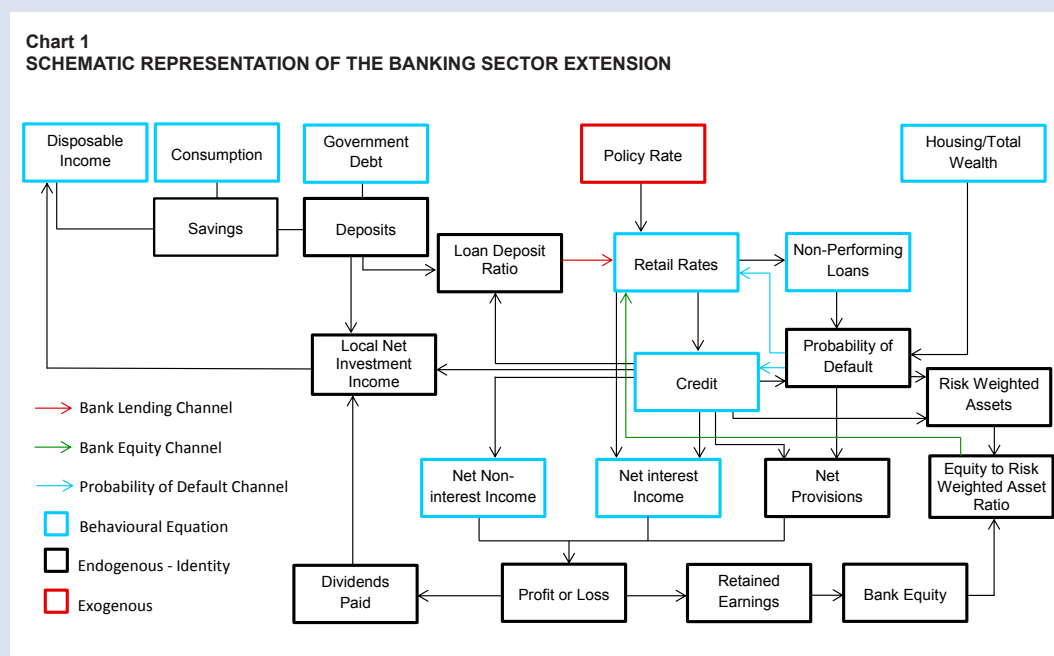 Chart 1
SCHEMATIC REPRESENTATION OF THE BANKING SECTOR EXTENSION
Disposable
Income
Consumption
Government
Debt
Policy Rate
Housing/Total
Wealth
Savings
Deposits
Loan Deposit
Ratio
Retail Rates
Non-Performing
Loans
Local Net
Investment
Income
Credit
Probability of
Default
Risk Weighted
Assets
Bank Lending Channel
Bank Equity Channel
Probability of Default Channel
Behavioural Equation
Endogenous - Identity
Exogenous
Net Non-
interest Income
Net interest
Income
Net
Provisions
Equity to Risk
Weighted Asset
Ratio
Dividends
Paid
Profit or Loss
Retained
Earnings
Bank Equity